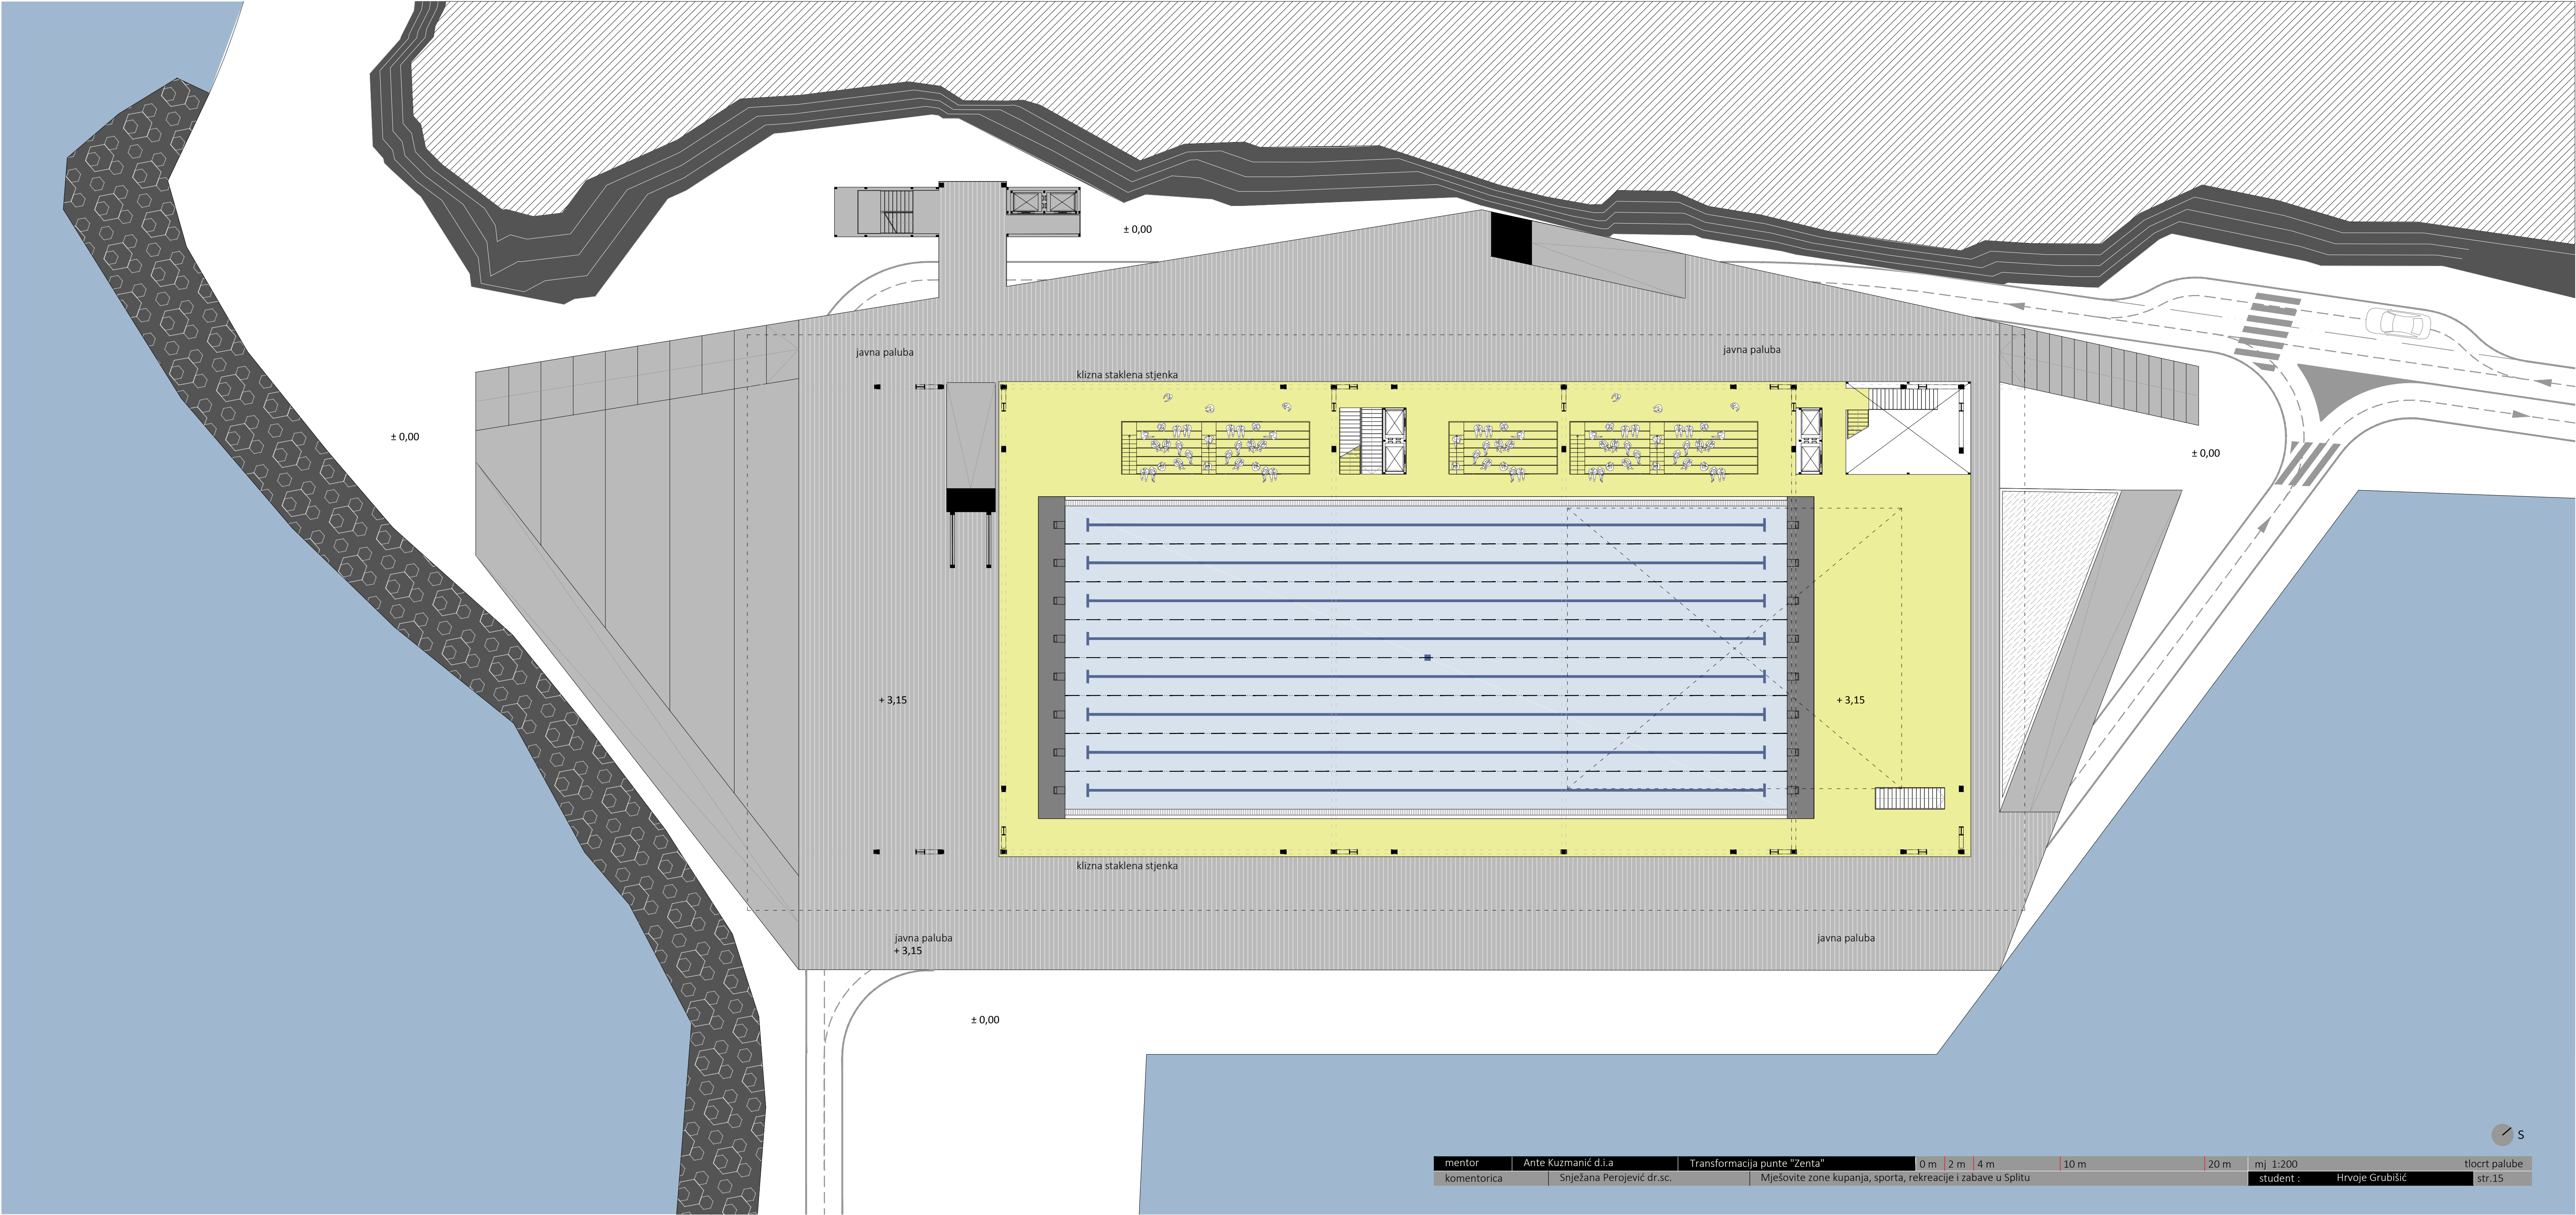 ± 0,00
javna paluba
javna paluba
klizna staklena stjenka
± 0,00
± 0,00
+ 3,15
+ 3,15
klizna staklena stjenka
javna paluba
+ 3,15
javna paluba
± 0,00
S
mentor Ante Kuzmanić d.i.a Transformacija punte "Zenta" 0 m 2 m 4 m 10 m 20 m mj 1:200 tlocrt palube
komentorica Snježana Perojević dr.sc. Mješovite zone kupanja, sporta, rekreacije i zabave u Splitu student : Hrvoje Grubišić str.15